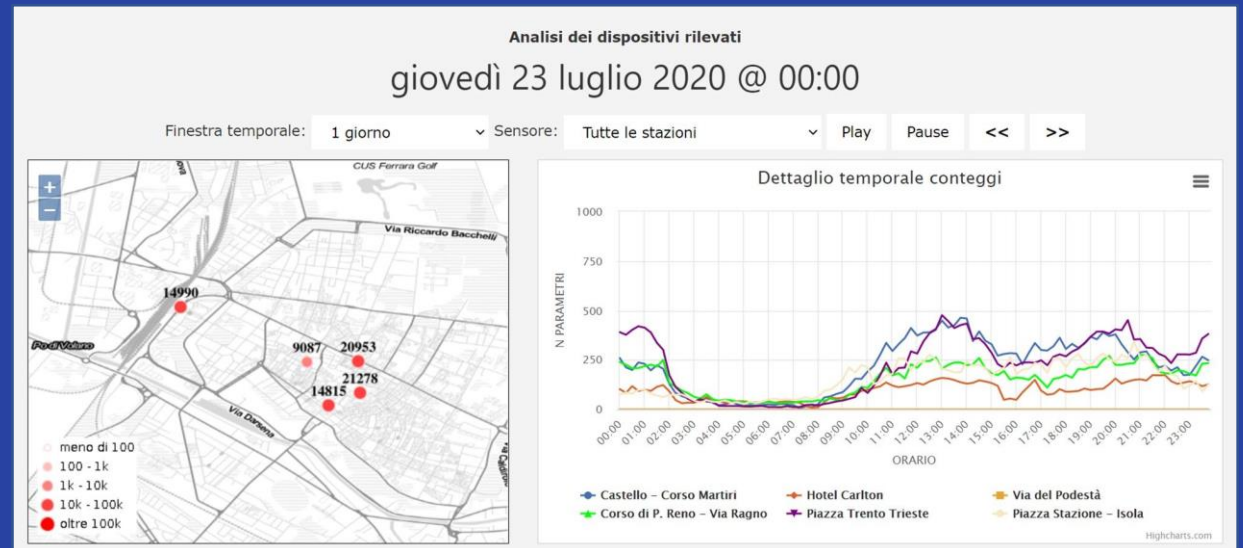 Analisi dei dispositivi rilevati
giovedì 23 luglio 2020 @ 00:00
Finestra temporale: 1 giorno Sensore: Tutte le stazioni Play Pause << >>
+
−
CUS Ferrara Golf
Via Riccardo Bacchelli
14990
Po di Volano
9087 20953
21278
14815
Via Darsena
meno di 100
100 - 1k
1k - 10k
10k - 100k
oltre 100k
Dettaglio temporale conteggi
1000
750
500
250
0
N PARAMETRI
00:00 01:00 02:00 03:00 04:00 05:00 06:00 07:00 08:00 09:00 10:00 11:00 12:00 13:00 14:00 15:00 16:00 17:00 18:00 19:00 20:00 21:00 22:00 23:00
ORARIO
Castello – Corso Martiri Hotel Carlton Via del Podestà
Corso di P. Reno – Via Ragno Piazza Trento Trieste Piazza Stazione – Isola
Highcharts.com